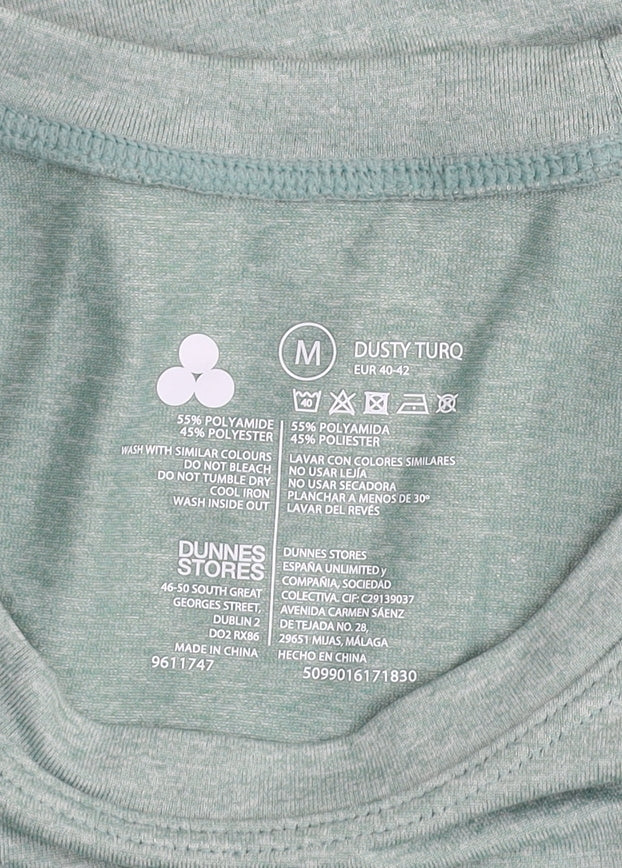 M DUSTY TURQ
EUR 40-42
40
55% POLYAMIDE
45% POLYESTER
WASH WITH SIMILAR COLOURS
DO NOT BLEACH
DO NOT TUMBLE DRY
COOL IRON
WASH INSIDE OUT
55% POLYAMIDA
45% POLIESTER
LAVAR CON COLORES SIMILARES
NO USAR LEJÍA
NO USAR SECADORA
PLANCHAR A MENOS DE 30º
LAVAR DEL REVÉS
DUNNES
STORES
46-50 SOUTH GREAT
GEORGES STREET,
DUBLIN 2
DO2 RX86
MADE IN CHINA
9611747
DUNNES STORES
ESPAÑA UNLIMITED y
COMPAÑIA, SOCIEDAD
COLECTIVA. CIF: C29139037
AVENIDA CARMEN SÁENZ
DE TEJADA NO. 28,
29651 MIJAS, MÁLAGA
HECHO EN CHINA
5099016171830